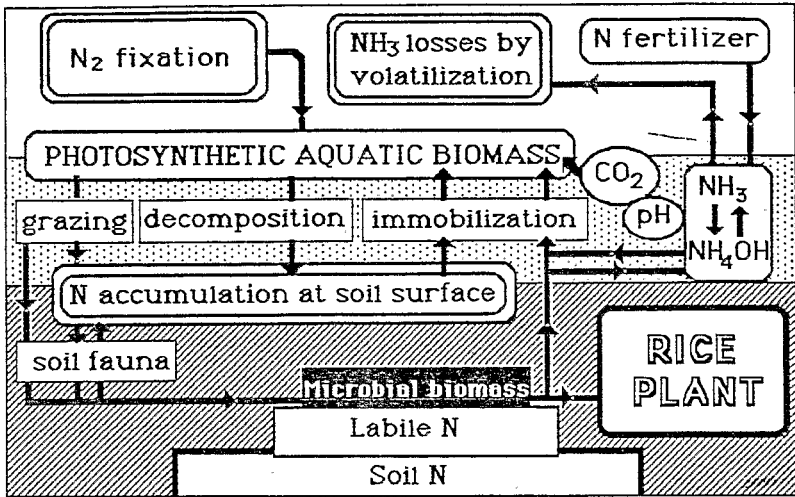 N₂ fixation
NH₃ losses by
volatilization
N fertilizer
PHOTOSYNTHETIC AQUATIC BIOMASS
CO₂
NH₃
pH
NH₄OH
grazing
decomposition
immobilization
N accumulation at soil surface
soil fauna
RICE
PLANT
Microbial biomass
Labile N
Soil N